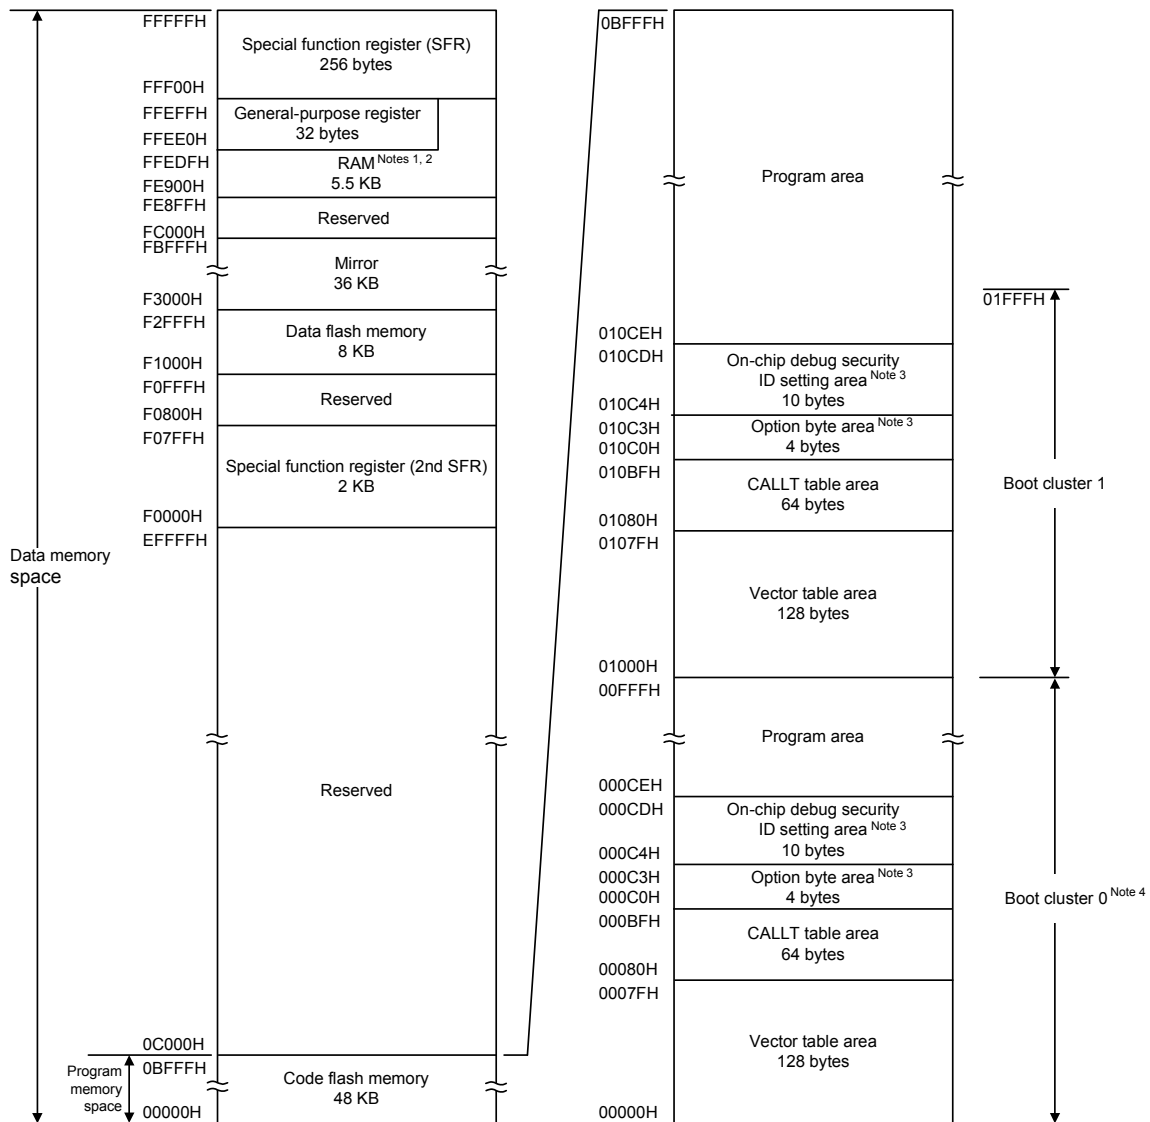 FFFFFH
Special function register (SFR)
256 bytes
FFF00H
FFEFFH
General-purpose register
32 bytes
FFEE0H
FFEDFH
RAM Notes 1, 2
5.5 KB
FE900H
FE8FFH
Reserved
FC000H
FBFFFH
Mirror
36 KB
F3000H
F2FFFH
Data flash memory
8 KB
F1000H
F0FFFH
Reserved
F0800H
F07FFH
Special function register (2nd SFR)
2 KB
F0000H
EFFFFH
Data memory
space
Reserved
0C000H
0BFFFH
Program
memory
space
Code flash memory
48 KB
00000H
0BFFFH
Program area
01FFFH
010CEH
010CDH
On-chip debug security
ID setting area Note 3
10 bytes
010C4H
010C3H
Option byte area Note 3
4 bytes
010C0H
010BFH
CALLT table area
64 bytes
01080H
0107FH
Boot cluster 1
Vector table area
128 bytes
01000H
00FFFH
Program area
000CEH
000CDH
On-chip debug security
ID setting area Note 3
10 bytes
000C4H
000C3H
Option byte area Note 3
4 bytes
000C0H
Boot cluster 0 Note 4
000BFH
CALLT table area
64 bytes
00080H
0007FH
Vector table area
128 bytes
00000H